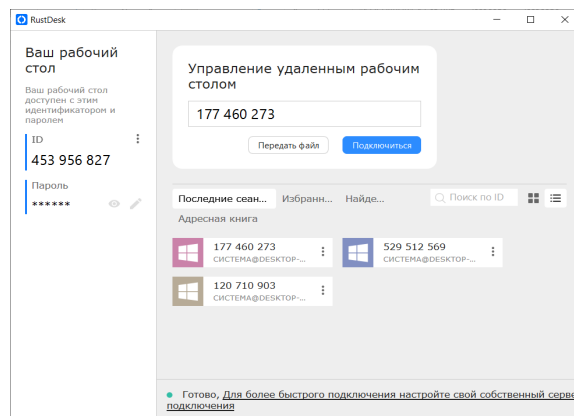 RustDesk
Ваш рабочий
стол
Ваш рабочий стол
доступен с этим
идентификатором и
паролем
ID
453 956 827
Пароль
******
Управление удаленным рабочим
столом
177 460 273
Передать файл
Подключиться
Последние сеан...
Избранн...
Найде...
Поиск по ID
Адресная книга
177 460 273
СИСТЕМА@DESKTOP-...
529 512 569
СИСТЕМА@DESKTOP-...
120 710 903
СИСТЕМА@DESKTOP-...
Готово, Для более быстрого подключения настройте свой собственный серве
подключения